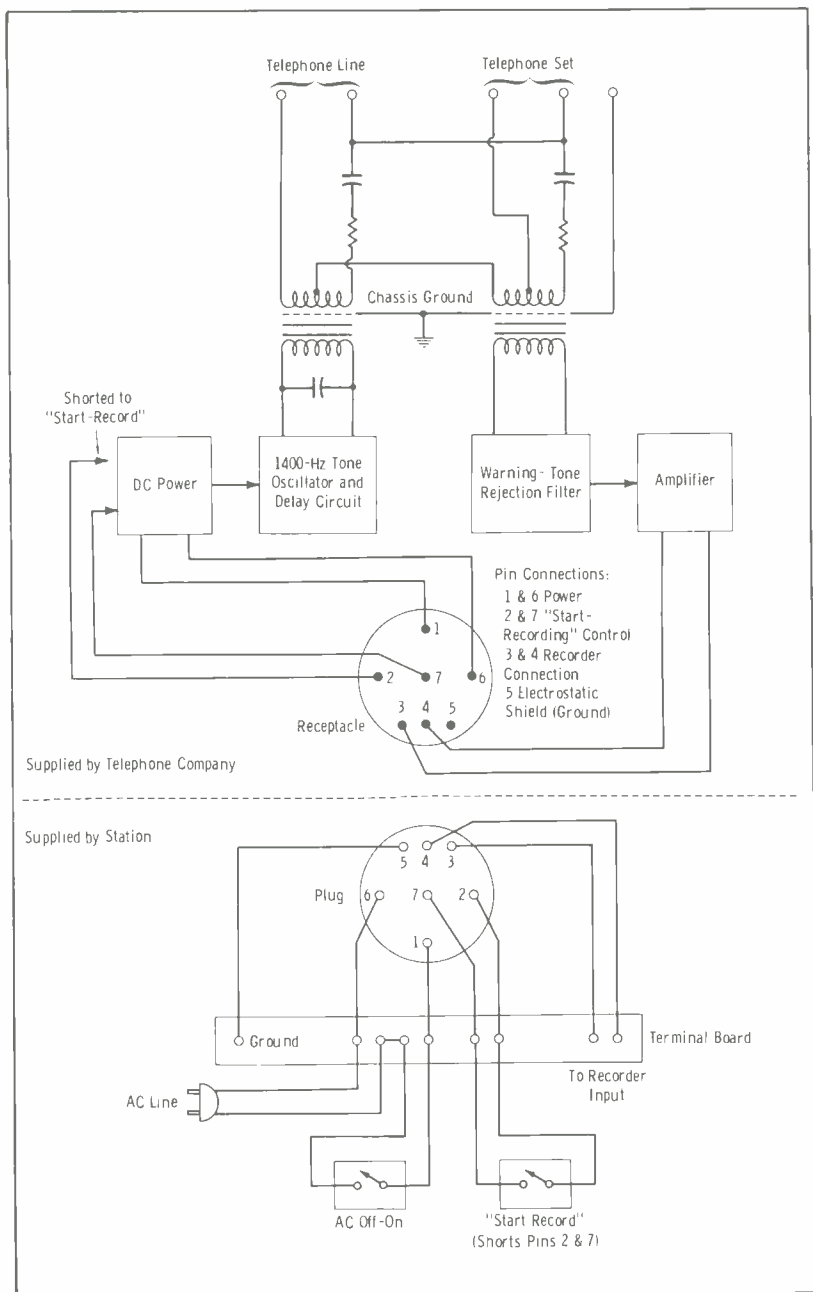 Telephone Line
Telephone Set
Chassis Ground
Shorted to
"Start-Record"
DC Power
1400-Hz Tone
Oscillator and
Delay Circuit
Warning-Tone
Rejection Filter
Amplifier
Pin Connections:
1 & 6 Power
2 & 7 "Start-
Recording" Control
3 & 4 Recorder
Connection
5 Electrostatic
Shield (Ground)
1
2
7
6
3
4
5
Receptacle
Supplied by Telephone Company
Supplied by Station
5
4
3
Plug
6
7
2
1
Ground
Terminal Board
To Recorder
Input
AC Line
AC Off-On
"Start Record"
(Shorts Pins 2 & 7)